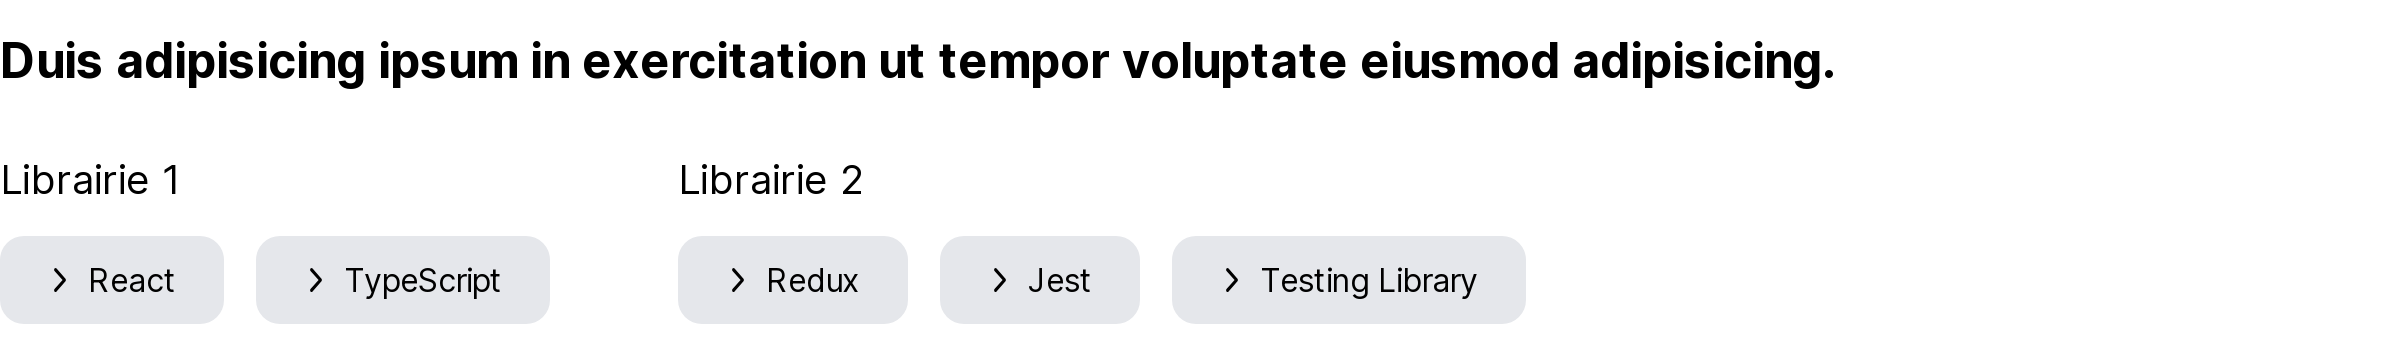 Duis adipisicing ipsum in exercitation ut tempor voluptate eiusmod adipisicing.
Librairie 1
Librairie 2
React
TypeScript
Redux
Jest
Testing Library